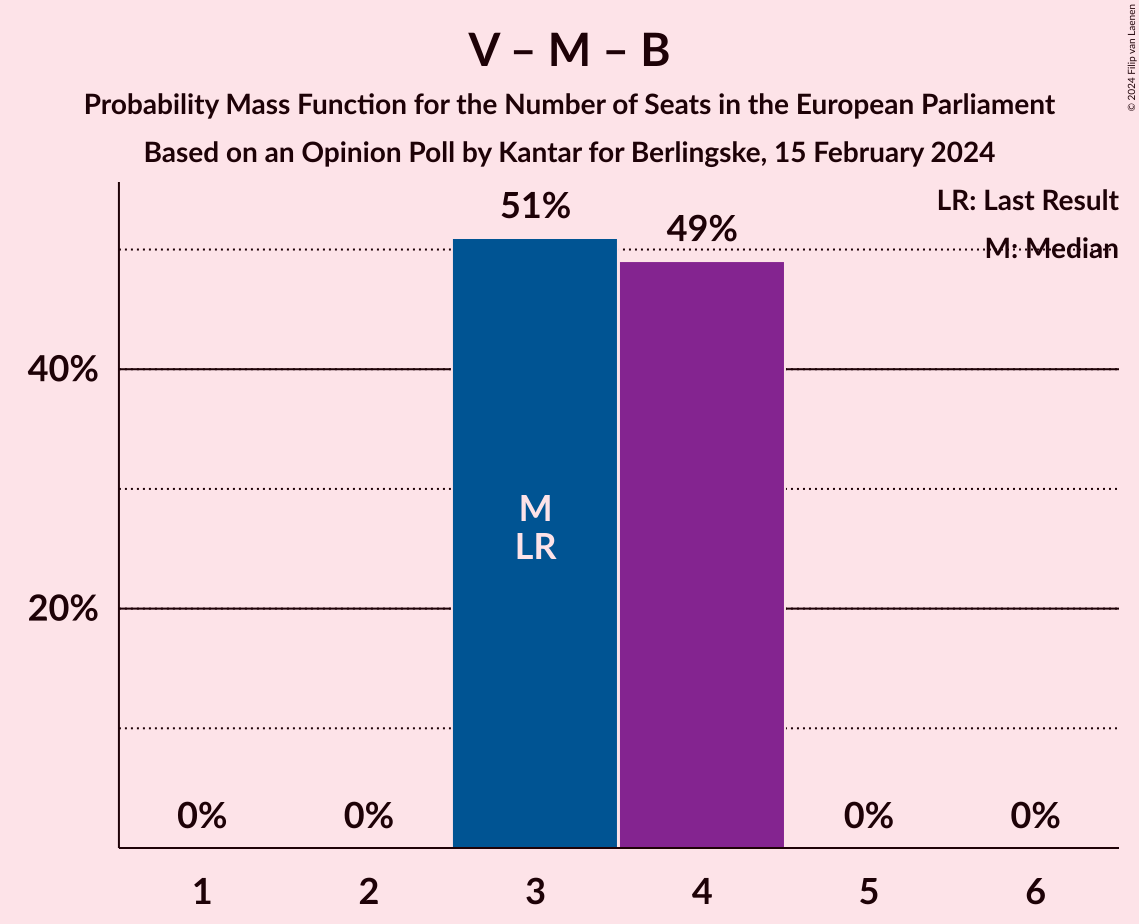 V – M – B
Probability Mass Function for the Number of Seats in the European Parliament
Based on an Opinion Poll by Kantar for Berlingske, 15 February 2024
© 2024 Filip van Laenen
LR: Last Result
M: Median
51%
49%
40%
20%
M
LR
0%
0%
0%
0%
1
2
3
4
5
6